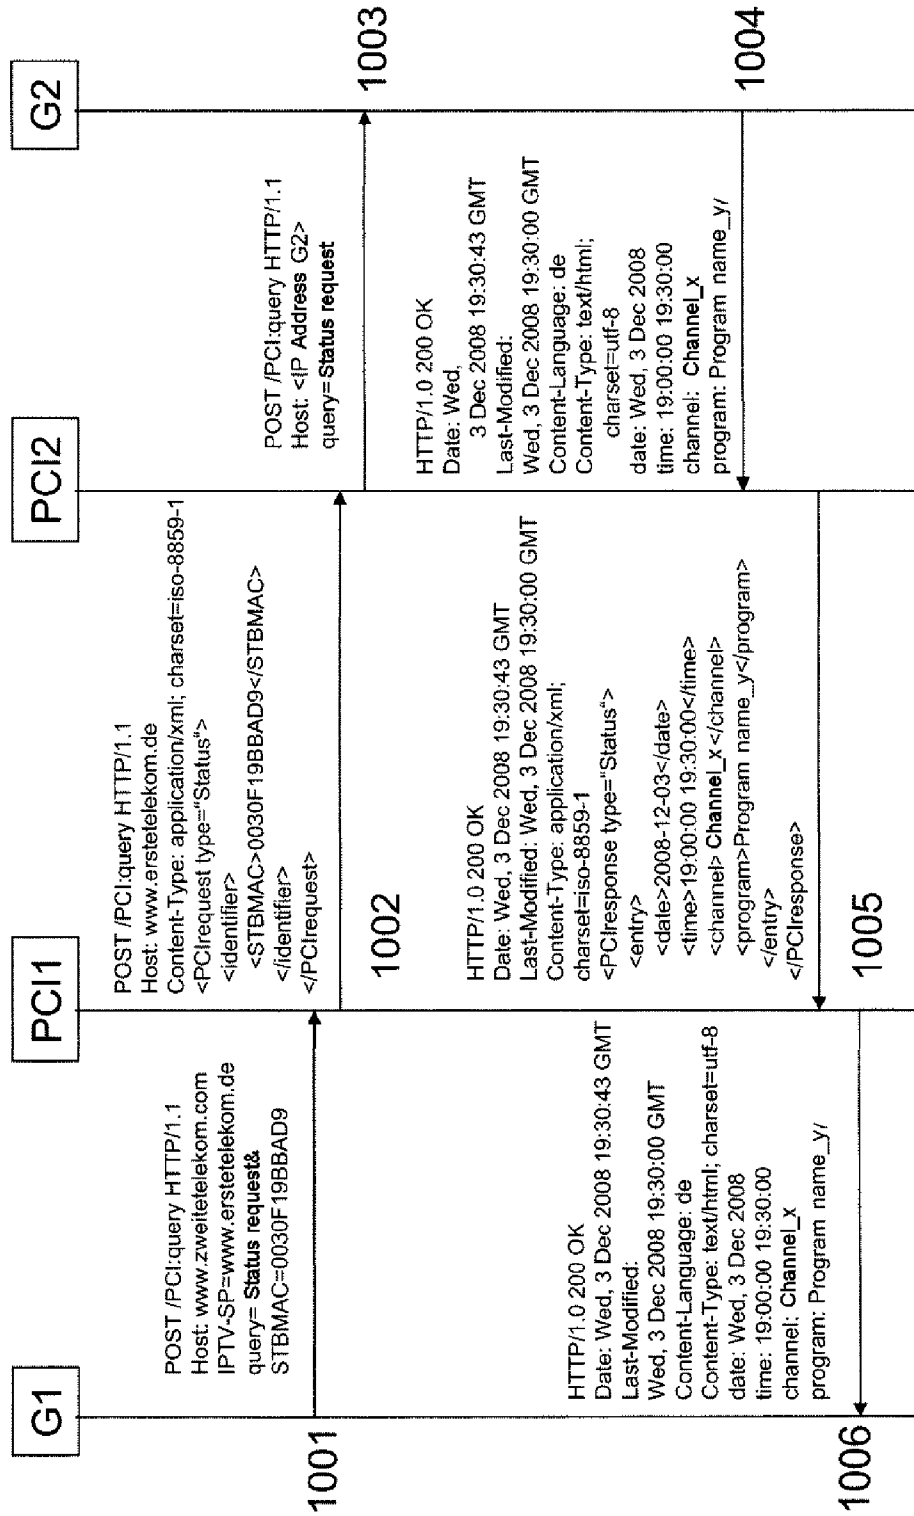 G1
PCI1
PCI2
G2
POST /PCI:query HTTP/1.1
Host: www.zweitetelekom.com
IPTV-SP=www.erstetelekom.de
query= Status request&
STBMAC=0030F19BBAD9
1001
POST /PCI:query HTTP/1.1
Host: www.erstetelekom.de
Content-Type: application/xml; charset=iso-8859-1
<PCIrequest type="Status">
<identifier>
<STBMAC>0030F19BBAD9</STBMAC>
</identifier>
</PCIrequest>
1002
POST /PCI:query HTTP/1.1
Host: <IP Address G2>
query=Status request
1003
HTTP/1.0 200 OK
Date: Wed,
3 Dec 2008 19:30:43 GMT
Last-Modified:
Wed, 3 Dec 2008 19:30:00 GMT
Content-Language: de
Content-Type: text/html;
charset=utf-8
date: Wed, 3 Dec 2008
time: 19:00:00 19:30:00
channel: Channel_x
program: Program name_y/
1004
HTTP/1.0 200 OK
Date: Wed, 3 Dec 2008 19:30:43 GMT
Last-Modified: Wed, 3 Dec 2008 19:30:00 GMT
Content-Type: application/xml;
charset=iso-8859-1
<PCIresponse type="Status">
<entry>
<date>2008-12-03</date>
<time>19:00:00 19:30:00</time>
<channel> Channel_x </channel>
<program>Program name_y</program>
</entry>
</PCIresponse>
1005
HTTP/1.0 200 OK
Date: Wed, 3 Dec 2008 19:30:43 GMT
Last-Modified:
Wed, 3 Dec 2008 19:30:00 GMT
Content-Language: de
Content-Type: text/html; charset=utf-8
date: Wed, 3 Dec 2008
time: 19:00:00 19:30:00
channel: Channel_x
program: Program name_y/
1006